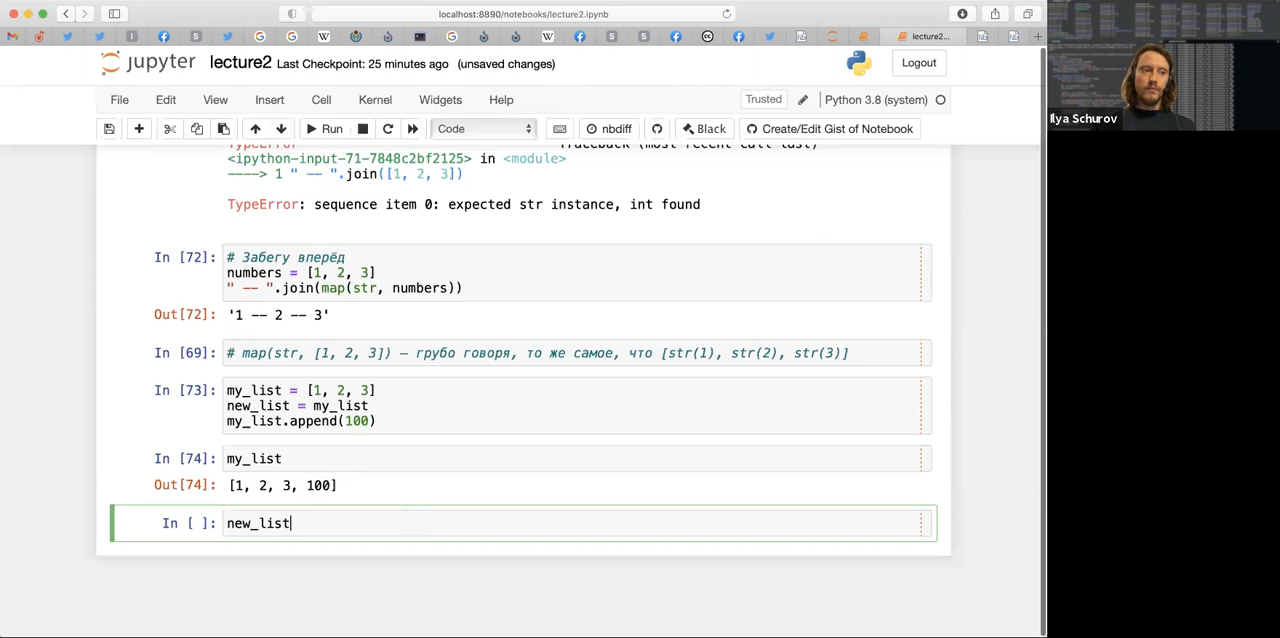 localhost:8890/notebooks/lecture2.ipynb
lecture2...
jupyter lecture2 Last Checkpoint: 25 minutes ago (unsaved changes)
Logout
File Edit View Insert Cell Kernel Widgets Help
Trusted Python 3.8 (system)
Run Code nbdiff Black Create/Edit Gist of Notebook
Ilya Schurov
TypeError Traceback (most recent call last)
<ipython-input-71-7848c2bf2125> in <module>
----> 1 " -- ".join([1, 2, 3])
TypeError: sequence item 0: expected str instance, int found
In [72]: # Забегу вперёд
numbers = [1, 2, 3]
" -- ".join(map(str, numbers))
Out[72]: '1 -- 2 -- 3'
In [69]: # map(str, [1, 2, 3]) — грубо говоря, то же самое, что [str(1), str(2), str(3)]
In [73]: my_list = [1, 2, 3]
new_list = my_list
my_list.append(100)
In [74]: my_list
Out[74]: [1, 2, 3, 100]
In [ ]: new_list